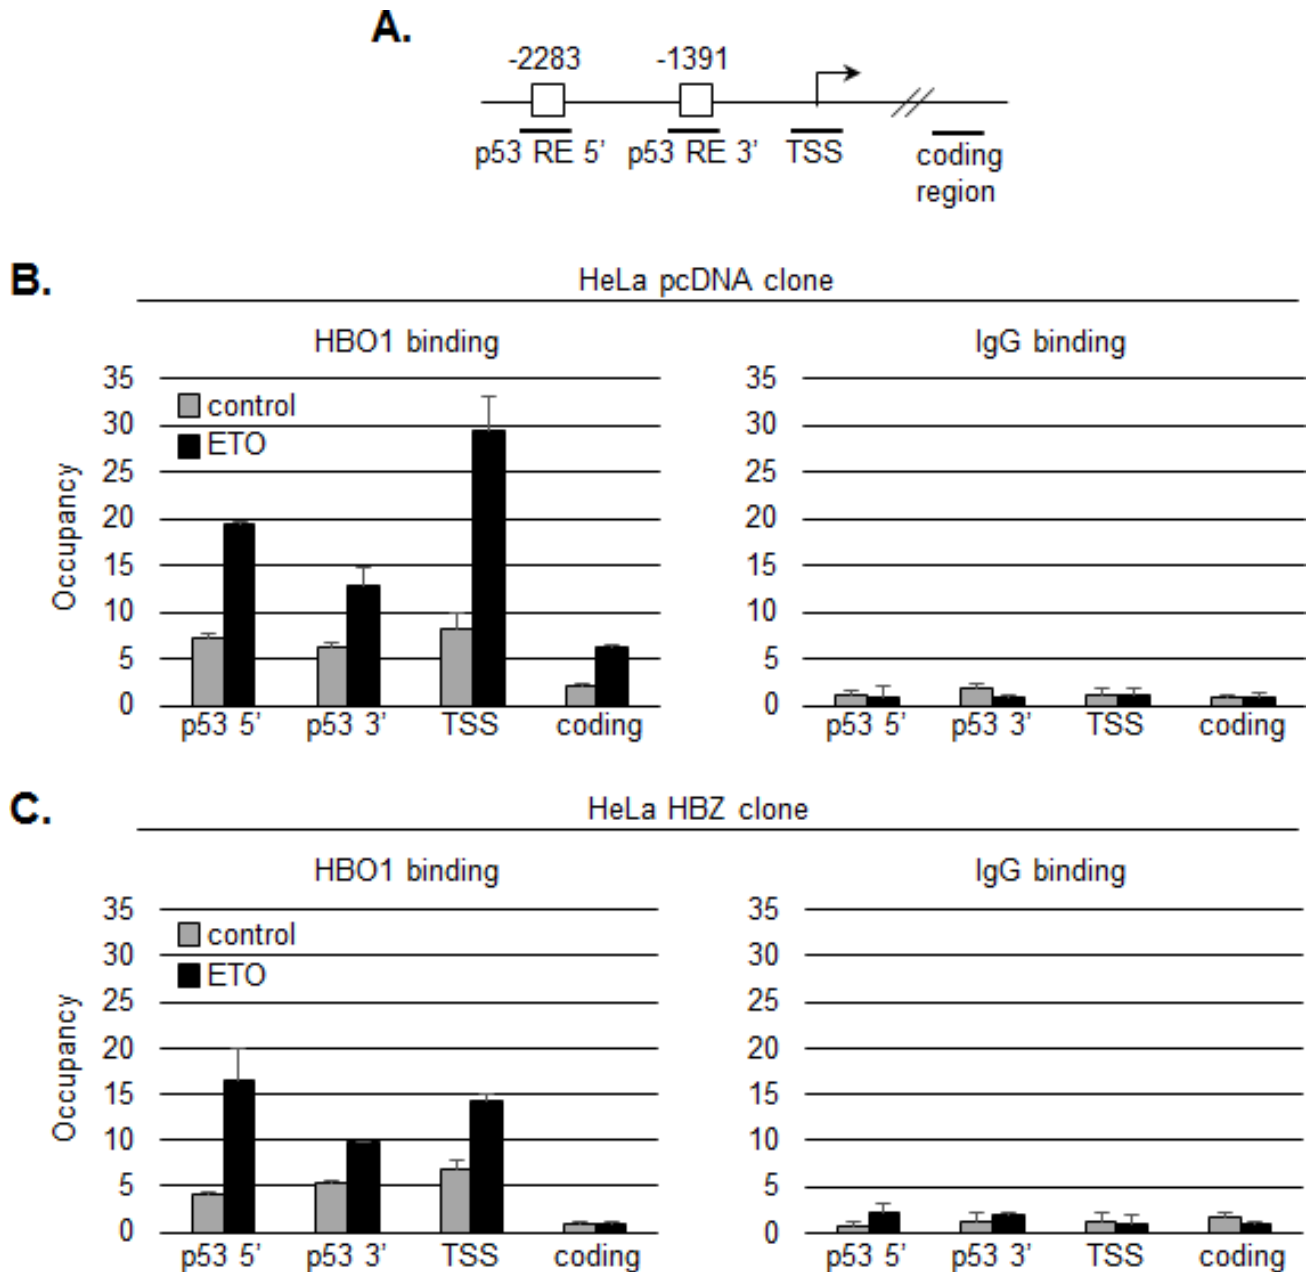 A.
-2283 -1391
p53 RE 5’ p53 RE 3’ TSS coding
region
B. HeLa pcDNA clone
HBO1 binding IgG binding
Occupancy
35
30
25
20
15
10
5
0
control
ETO
p53 5’ p53 3’ TSS coding
35
30
25
20
15
10
5
0
p53 5’ p53 3’ TSS coding
C. HeLa HBZ clone
HBO1 binding IgG binding
Occupancy
35
30
25
20
15
10
5
0
control
ETO
p53 5’ p53 3’ TSS coding
35
30
25
20
15
10
5
0
p53 5’ p53 3’ TSS coding